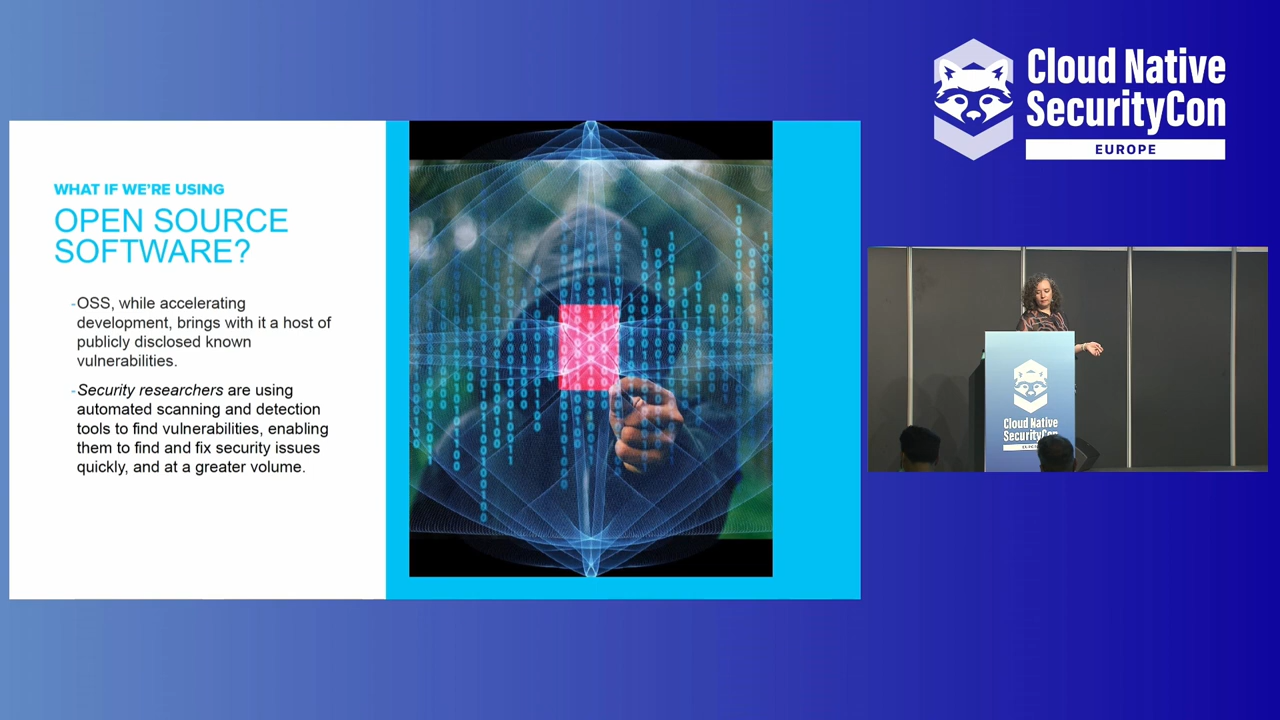 WHAT IF WE'RE USING
OPEN SOURCE
SOFTWARE?
-OSS, while accelerating
development, brings with it a host of
publicly disclosed known
vulnerabilities.
-Security researchers are using
automated scanning and detection
tools to find vulnerabilities, enabling
them to find and fix security issues
quickly, and at a greater volume.
Cloud Native
SecurityCon
EUROPE
Cloud Native
SecurityCon